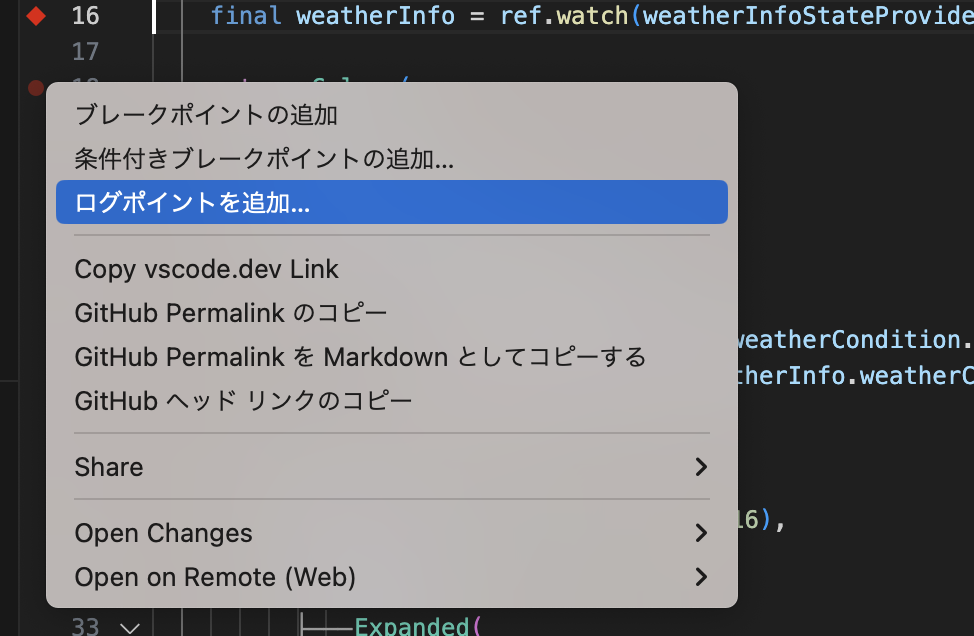 16 final weatherInfo = ref.watch(weatherInfoStateProvide
17
ブレークポイントの追加
条件付きブレークポイントの追加...
ログポイントを追加...
Copy vscode.dev Link
GitHub Permalink のコピー
weatherCondition.
GitHub Permalink を Markdown としてコピーする
therInfo.weatherC
GitHub ヘッド リンクのコピー
Share
16),
Open Changes
Open on Remote (Web)
33 Expanded(